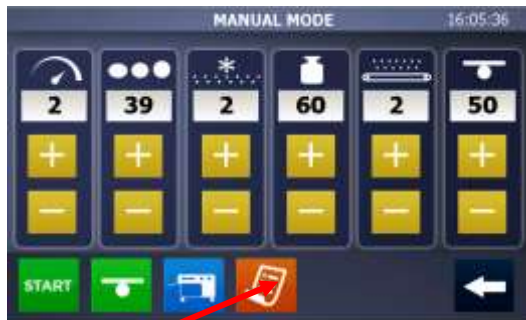 MANUAL MODE 16:05:36
2 39 2 60 2 50
+ + + + + +
- - - - - -
START